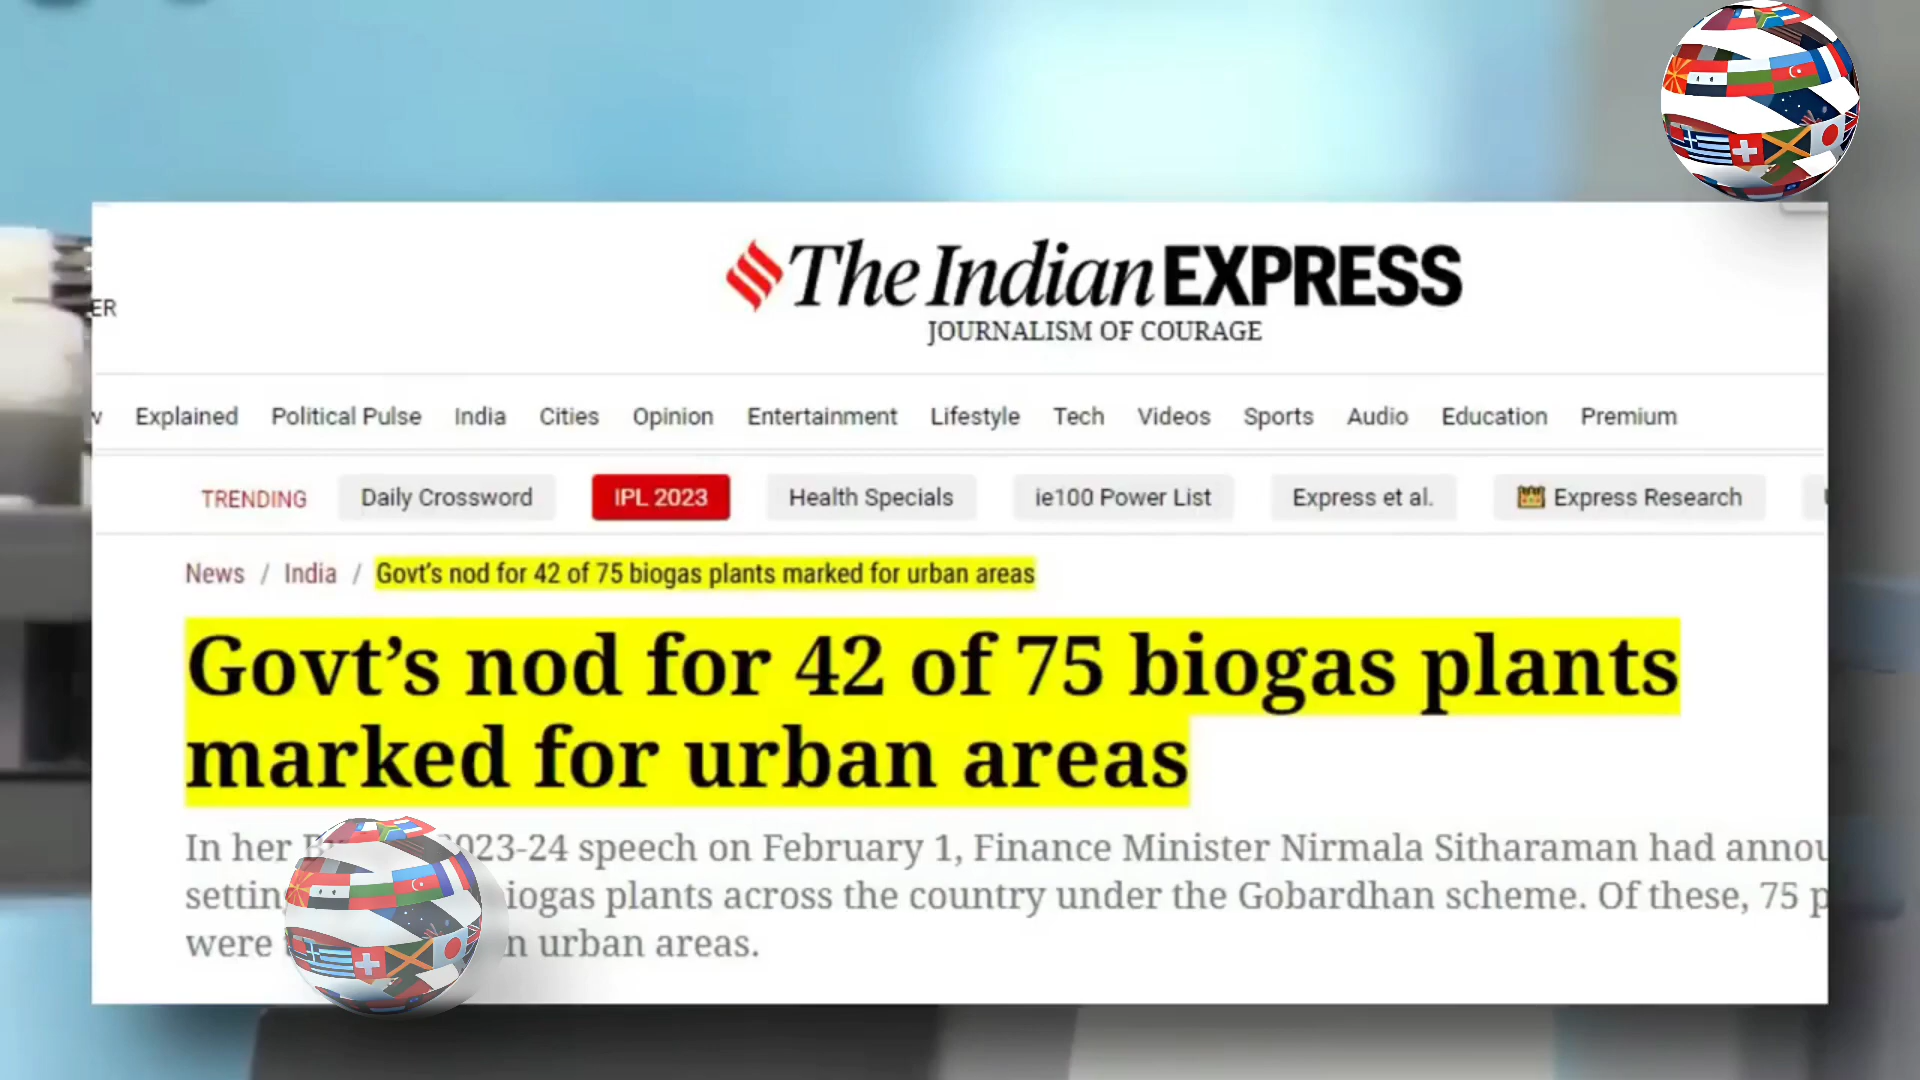 The Indian EXPRESS
JOURNALISM OF COURAGE
ER
Explained Political Pulse India Cities Opinion Entertainment Lifestyle Tech Videos Sports Audio Education Premium
TRENDING Daily Crossword IPL 2023 Health Specials ie100 Power List Express et al. Express Research
News / India / Govt's nod for 42 of 75 biogas plants marked for urban areas
Govt's nod for 42 of 75 biogas plants
marked for urban areas
In her 023-24 speech on February 1, Finance Minister Nirmala Sitharaman had annou
settin iogas plants across the country under the Gobardhan scheme. Of these, 75 p
were n urban areas.